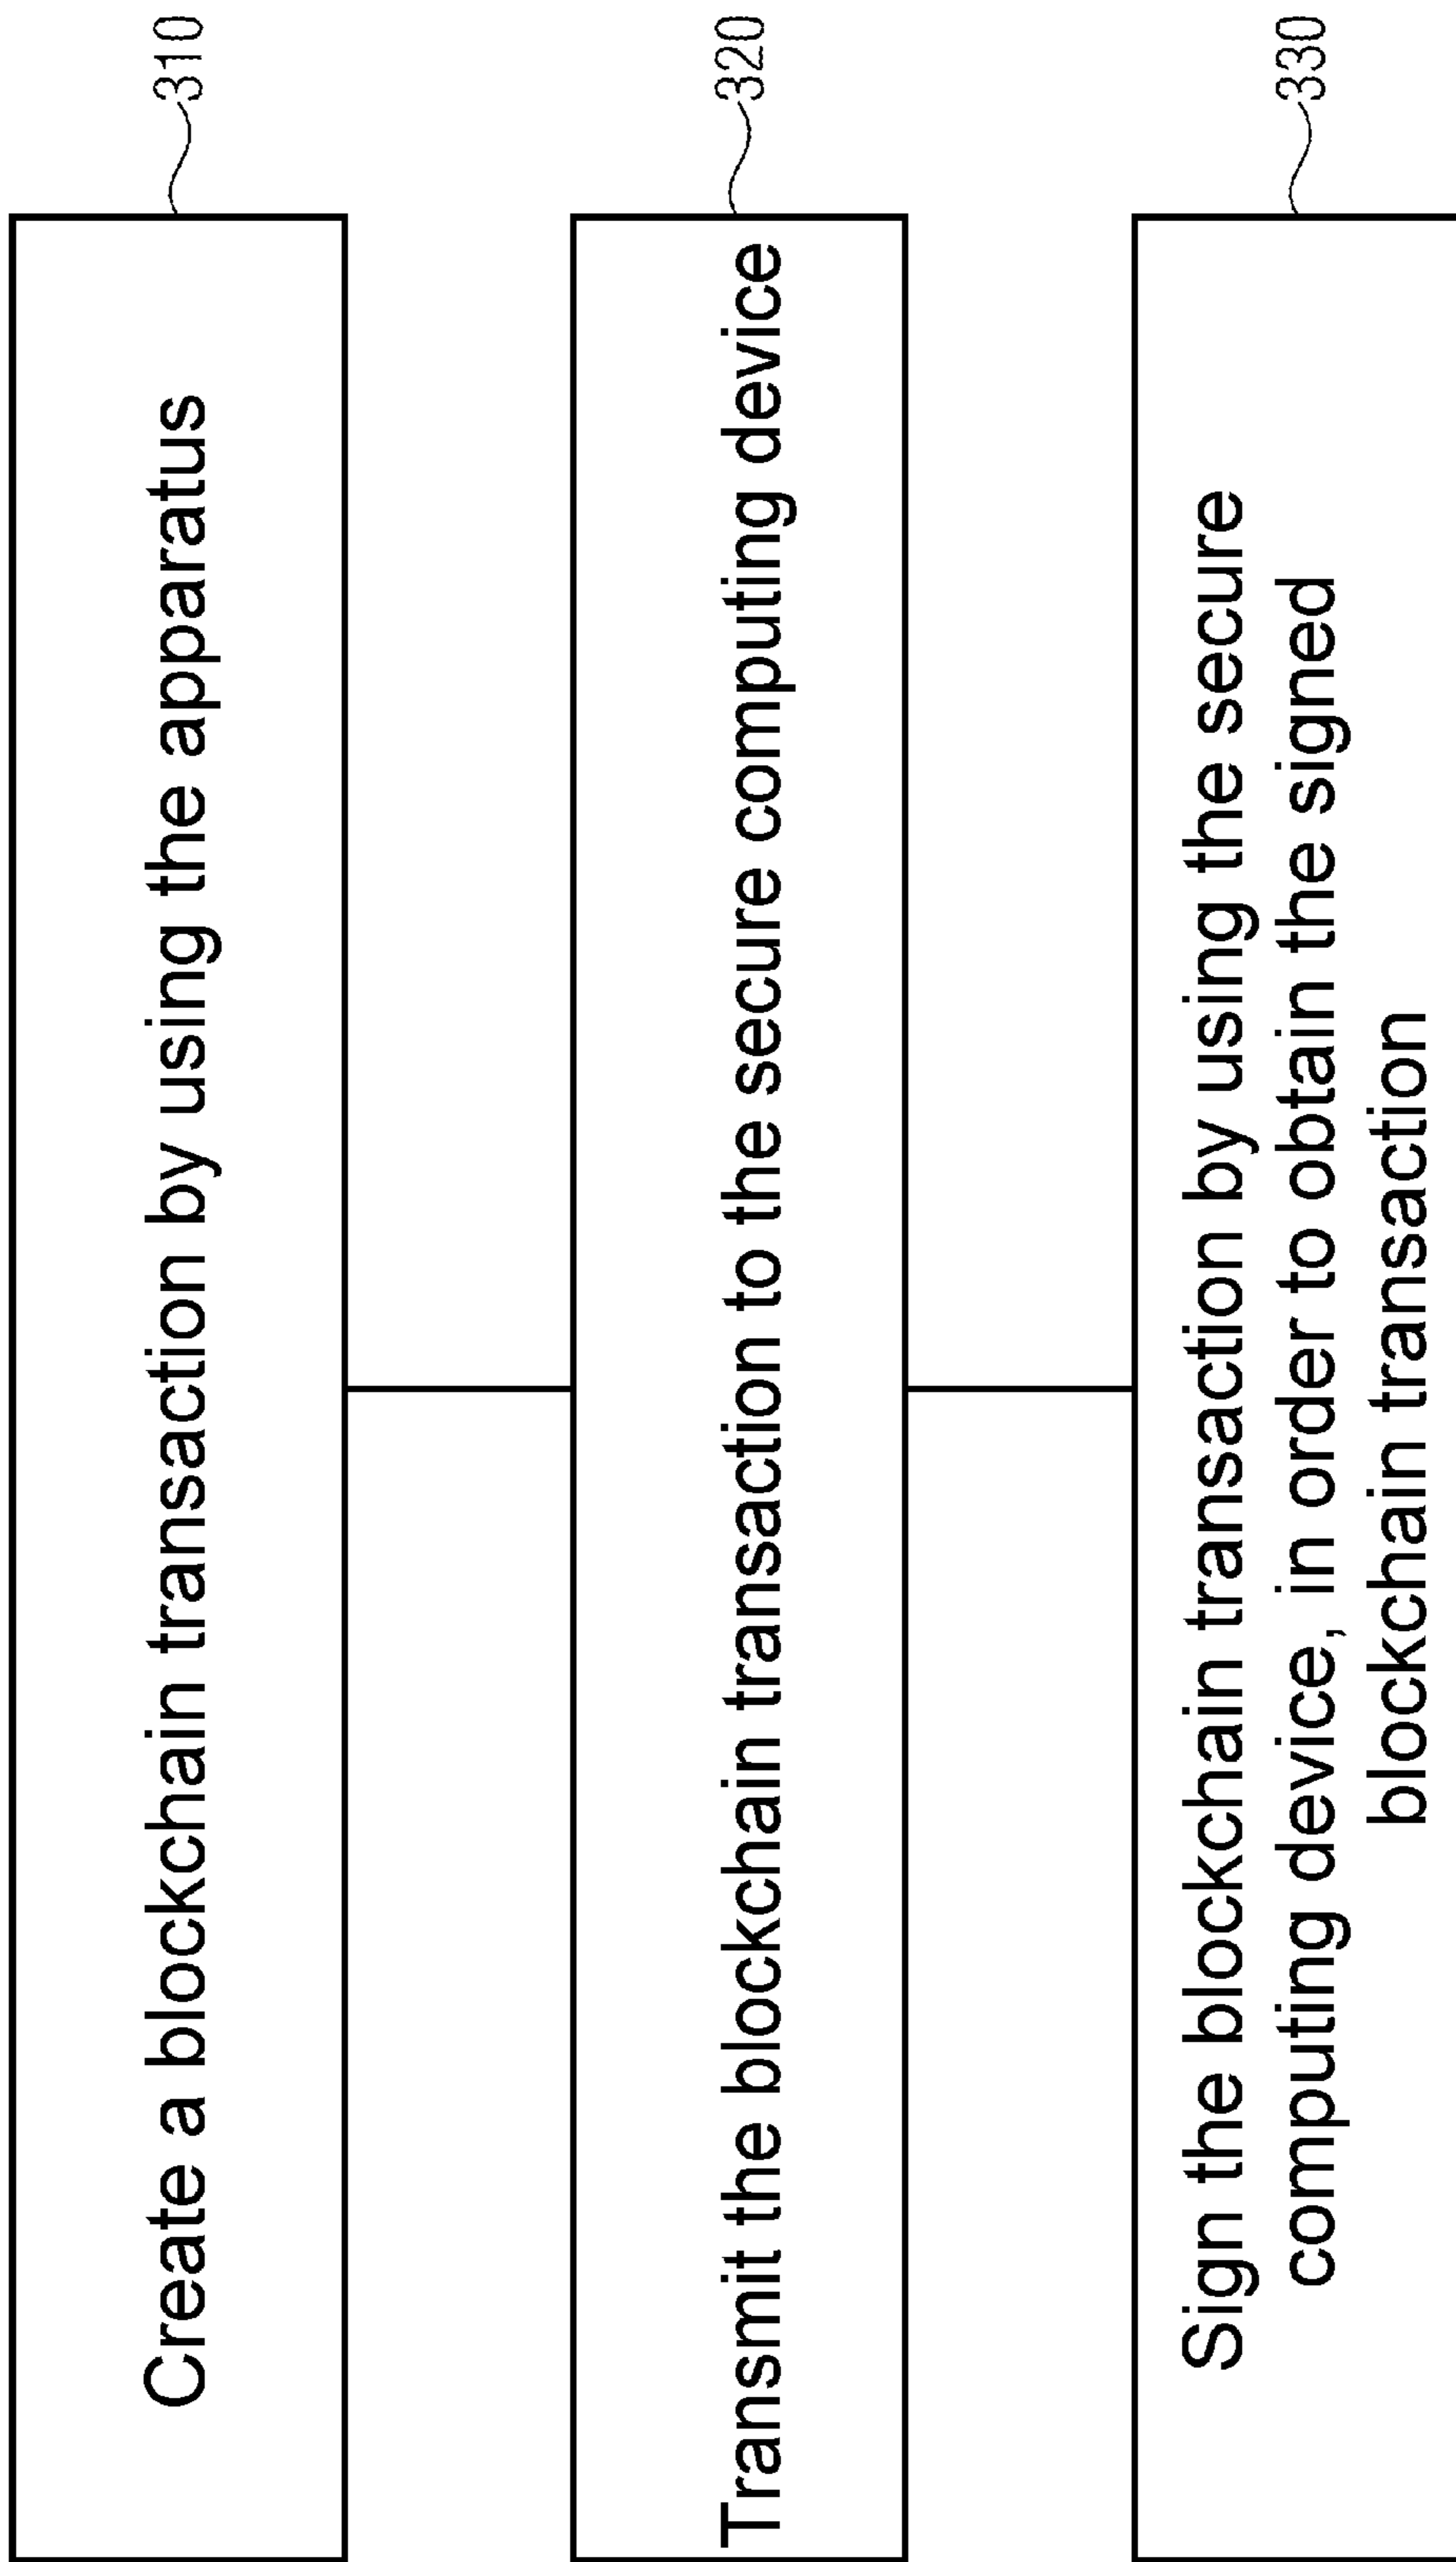 Create a blockchain transaction by using the apparatus
310
Transmit the blockchain transaction to the secure computing device
320
Sign the blockchain transaction by using the secure
computing device, in order to obtain the signed
blockchain transaction
330